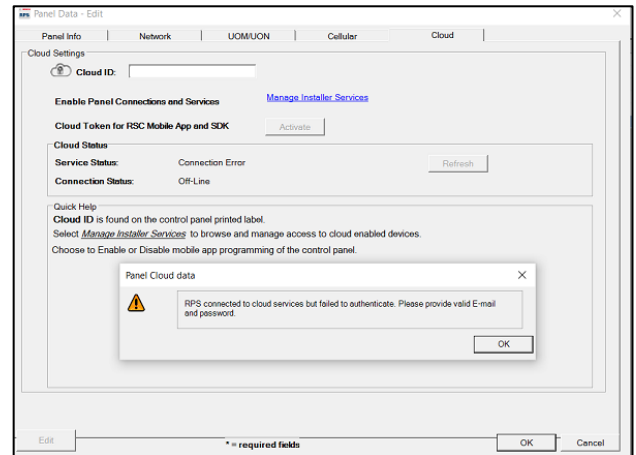 RPS Panel Data - Edit
Panel Info Network UOM/UON Cellular Cloud
Cloud Settings
Cloud ID:
Enable Panel Connections and Services Manage Installer Services
Cloud Token for RSC Mobile App and SDK Activate
Cloud Status
Service Status: Connection Error Refresh
Connection Status: Off-Line
Quick Help
Cloud ID is found on the control panel printed label.
Select Manage Installer Services to browse and manage access to cloud enabled devices.
Choose to Enable or Disable mobile app programming of the control panel.
Panel Cloud data
RPS connected to cloud services but failed to authenticate. Please provide valid E-mail
and password.
OK
Edit * = required fields OK Cancel